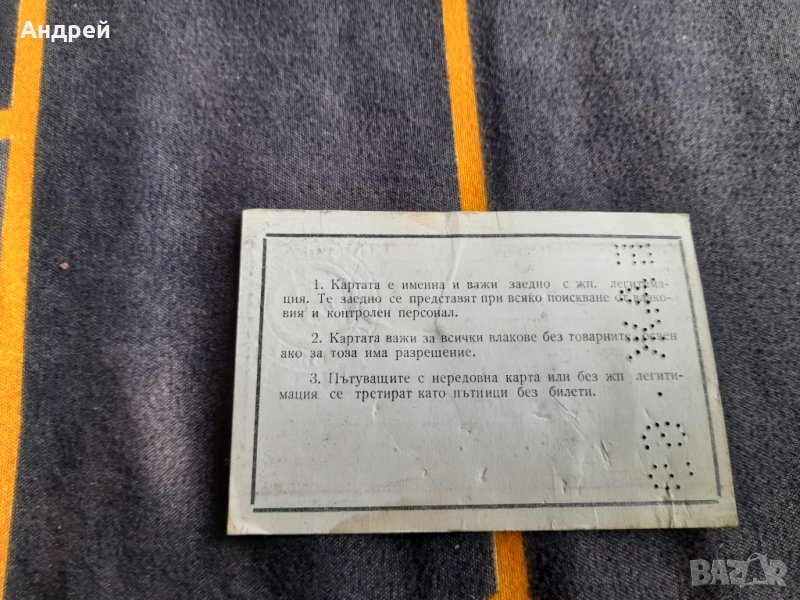 Андрей
1. Картата е именна и важи заедно с жп. легитима-
ция. Те заедно се представят при всяко поискване от влако-
вия и контролен персонал.
2. Картата важи за всички влакове без товарните, освен
ако за това има разрешение.
3. Пътуващите с нередовна карта или без жп легити-
мация се третират като пътници без билети.
BAZAR